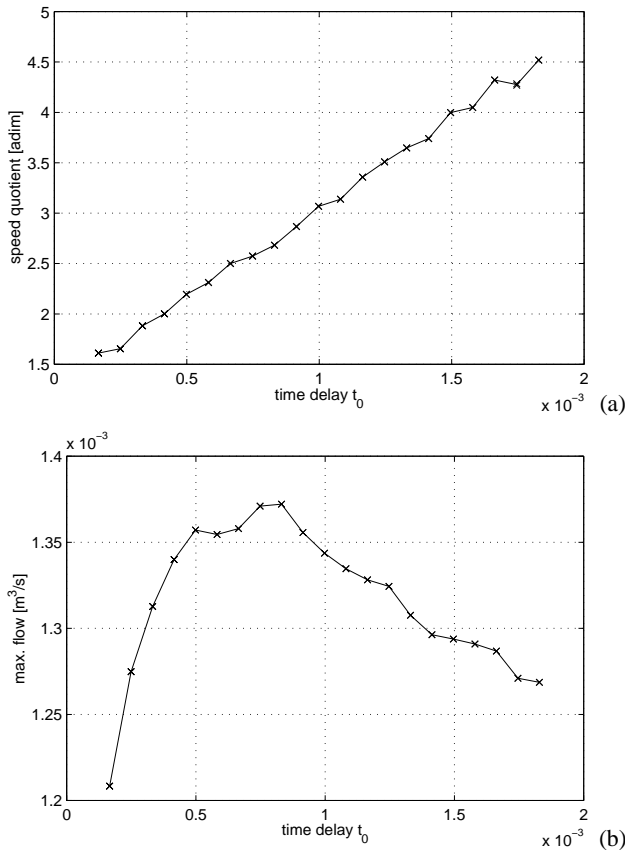 5
4.5
4
3.5
3
2.5
2
1.5
speed quotient [adim]
0 0.5 1 1.5 2
time delay t₀
x 10⁻³ (a)
x 10⁻³
1.4
1.35
1.3
1.25
1.2
max. flow [m³/s]
0 0.5 1 1.5 2
time delay t₀
x 10⁻³ (b)